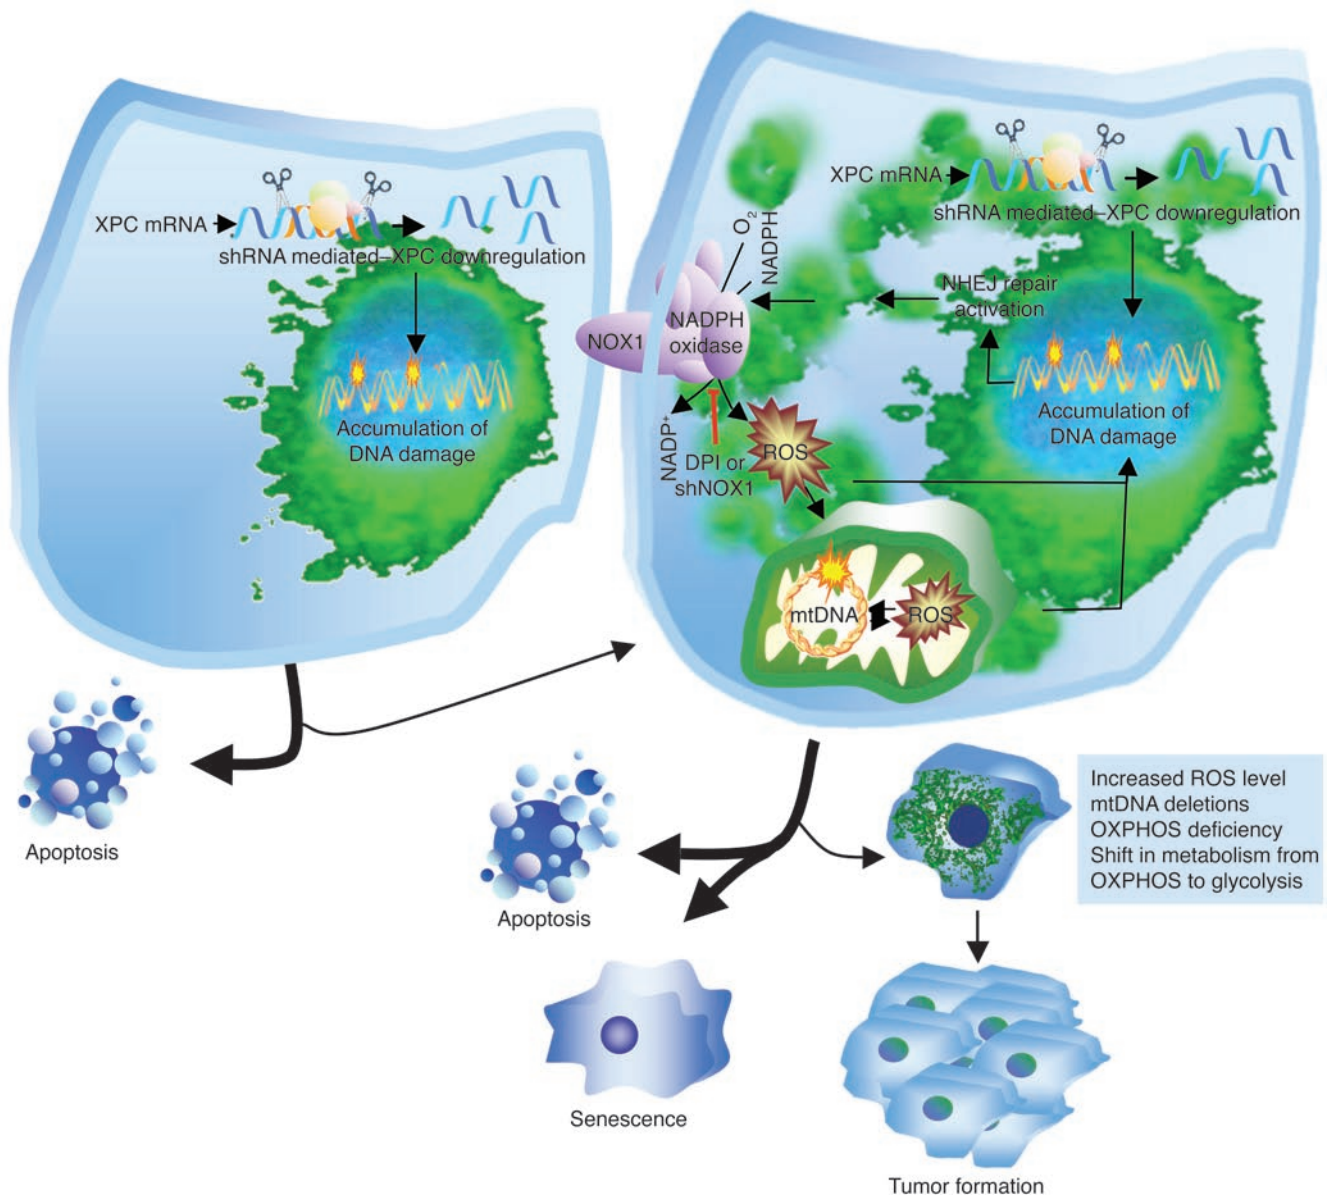 XPC mRNA
shRNA mediated–XPC downregulation
Accumulation of
DNA damage
Apoptosis
XPC mRNA
shRNA mediated–XPC downregulation
O2
NADPH
NHEJ repair
activation
NOX1
NADPH
oxidase
Accumulation of
DNA damage
NADP+
DPI or
shNOX1
ROS
mtDNA
ROS
Increased ROS level
mtDNA deletions
OXPHOS deficiency
Shift in metabolism from
OXPHOS to glycolysis
Apoptosis
Senescence
Tumor formation